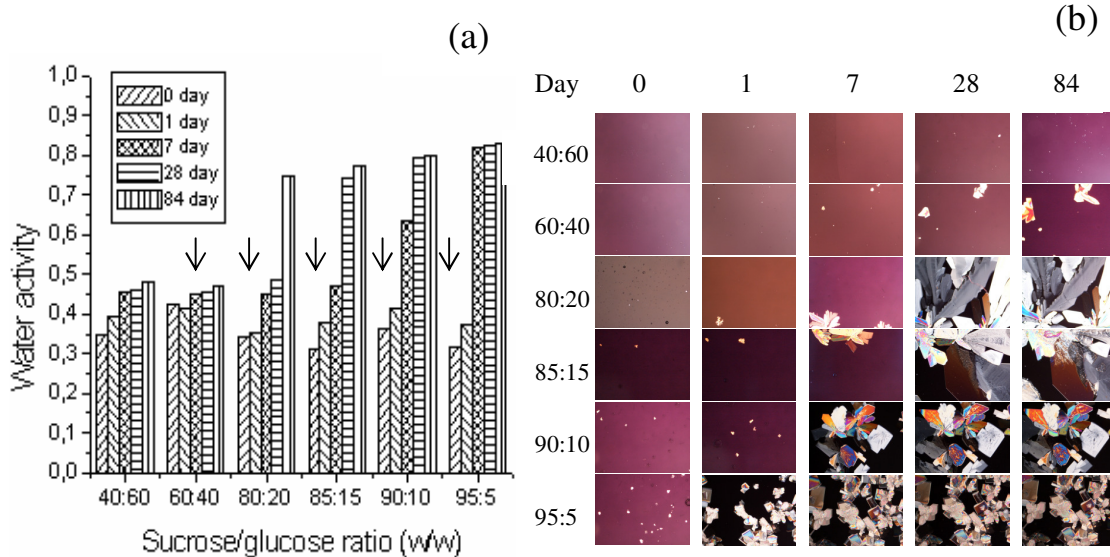 (a)
1,0
0,9
0,8
0,7
0,6
0,5
0,4
0,3
0,2
0,1
0,0
Water activity
0 day
1 day
7 day
28 day
84 day
40:60 60:40 80:20 85:15 90:10 95:5
Sucrose/glucose ratio (w/w)
(b)
Day 0 1 7 28 84
40:60
60:40
80:20
85:15
90:10
95:5